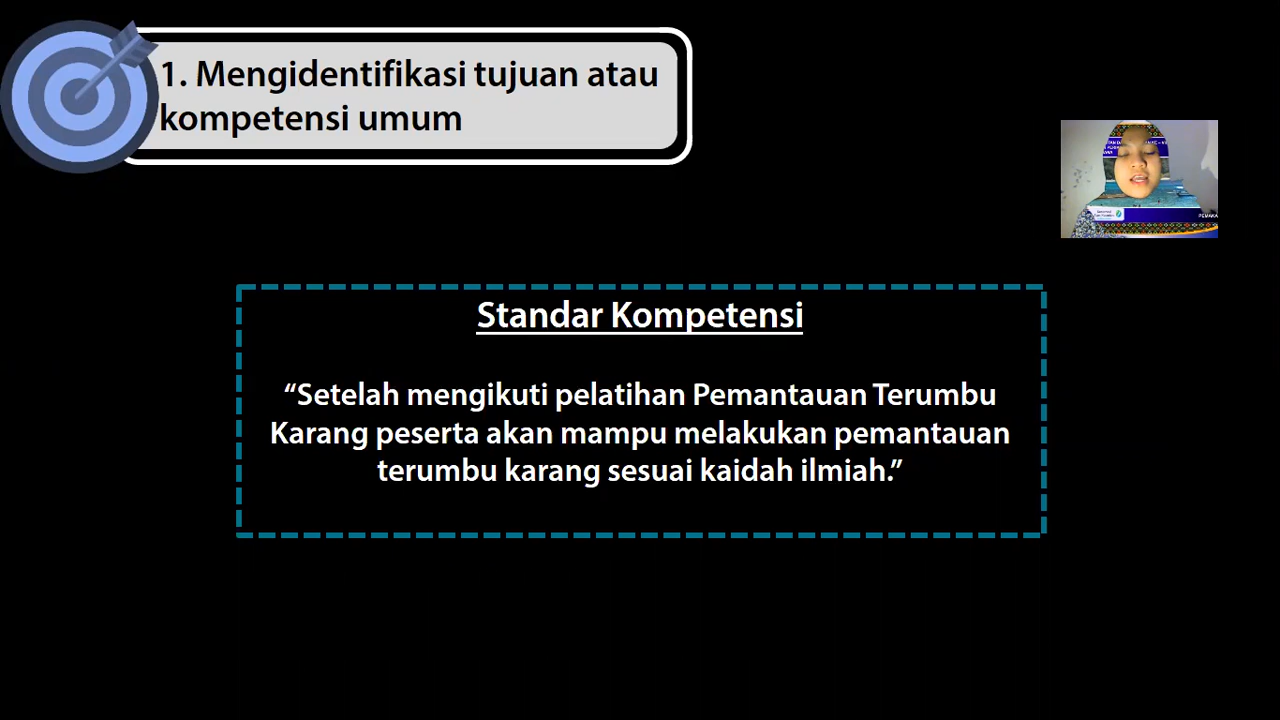 1. Mengidentifikasi tujuan atau
kompetensi umum
PEMAKA
Standar Kompetensi
“Setelah mengikuti pelatihan Pemantauan Terumbu
Karang peserta akan mampu melakukan pemantauan
terumbu karang sesuai kaidah ilmiah.”